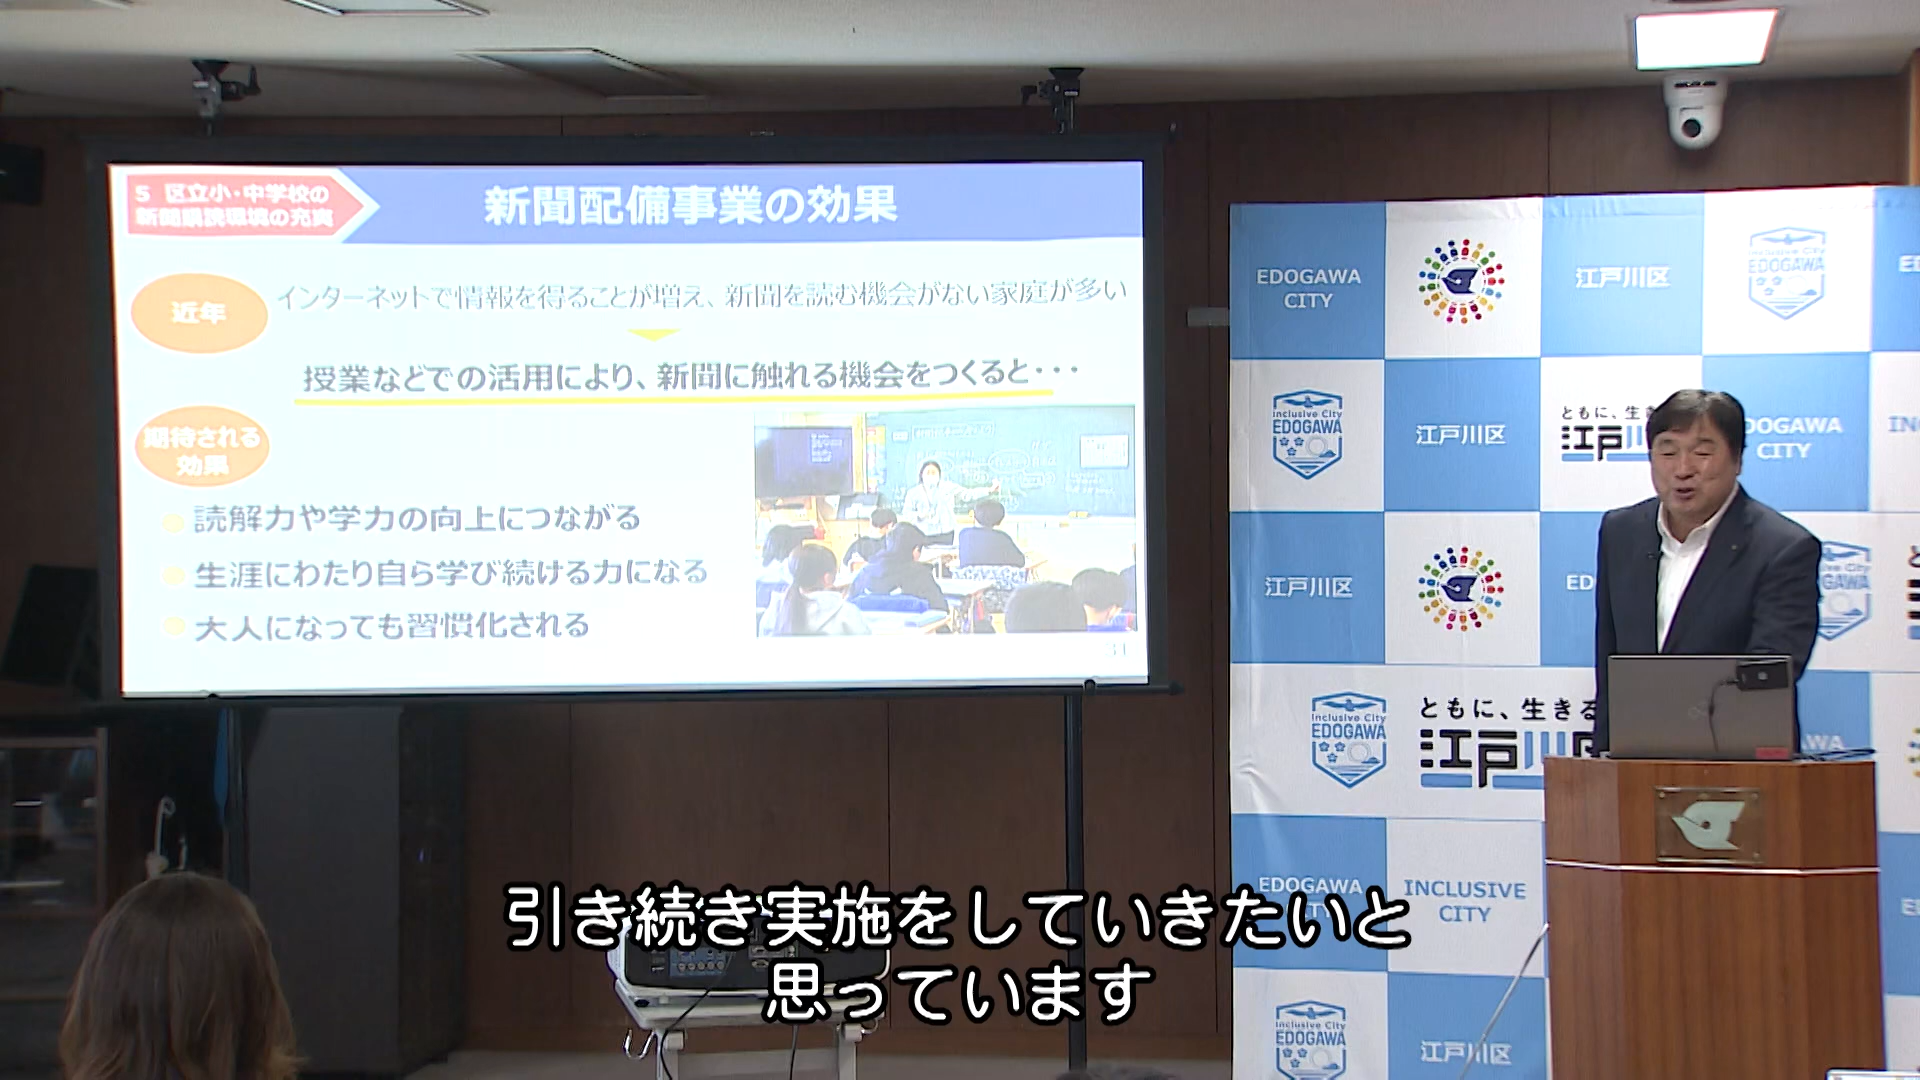 5 区立小・中学校の
新聞購読環境の充実
新聞配備事業の効果
近年
インターネットで情報を得ることが増え、新聞を読む機会がない家庭が多い
授業などでの活用により、新聞に触れる機会をつくると・・・
期待される
効果
読解力や学力の向上につながる
生涯にわたり自ら学び続ける力になる
大人になっても習慣化される
31
EDOGAWA
CITY
江戸川区
Inclusive City
EDOGAWA
Inclusive City
EDOGAWA
江戸川区
ともに、生き
江戸川
DOGAWA
CITY
IN
江戸川区
ED
GAWA
Inclusive City
EDOGAWA
ともに、生きる
江戸川区
WA
EDOGAWA
INCLUSIVE
CITY
Inclusive City
EDOGAWA
江戸川区
引き続き実施をしていきたいと
思っています